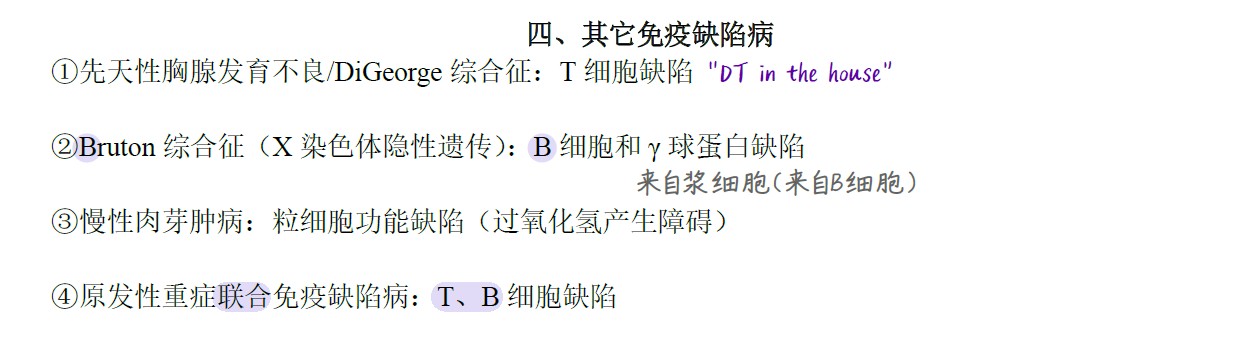 四、其它免疫缺陷病
①先天性胸腺发育不良/DiGeorge 综合征：T 细胞缺陷 "DT in the house"
②Bruton 综合征（X 染色体隐性遗传）：B 细胞和 γ 球蛋白缺陷
来自浆细胞(来自B细胞)
③慢性肉芽肿病：粒细胞功能缺陷（过氧化氢产生障碍）
④原发性重症联合免疫缺陷病：T、B 细胞缺陷